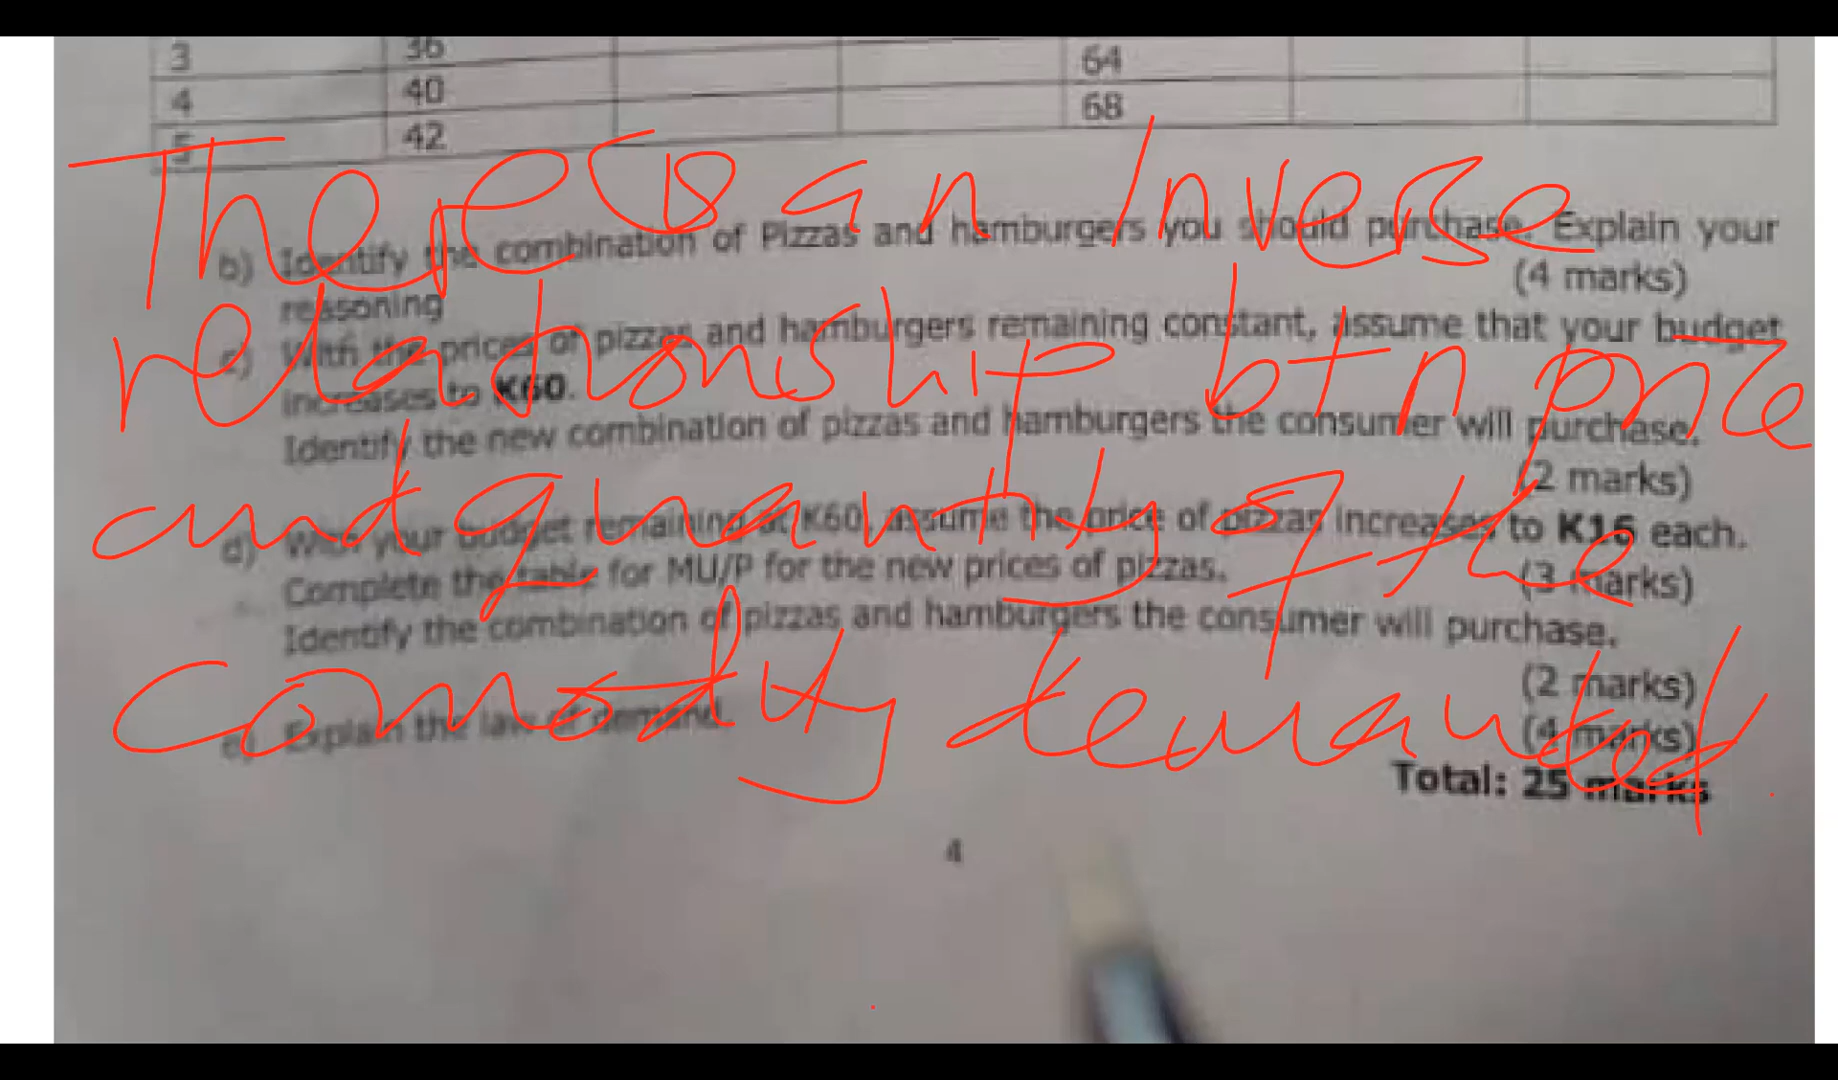 3 36 64
4 40 68
5 42
There is an inverse
b) Identify the combination of Pizzas and hamburgers you should purchase. Explain your
reasoning (4 marks)
relationship btn price
c) With the prices of pizzas and hamburgers remaining constant, assume that your budget
increases to K60.
Identify the new combination of pizzas and hamburgers the consumer will purchase.
(2 marks)
and quantity of the
d) With your budget remaining at K60, assume the price of pizzas increases to K16 each.
Complete the table for MU/P for the new prices of pizzas. (3 marks)
Identify the combination of pizzas and hamburgers the consumer will purchase.
(2 marks)
comodity demanded.
e) Explain the law of demand. (4 marks)
Total: 25 marks
4